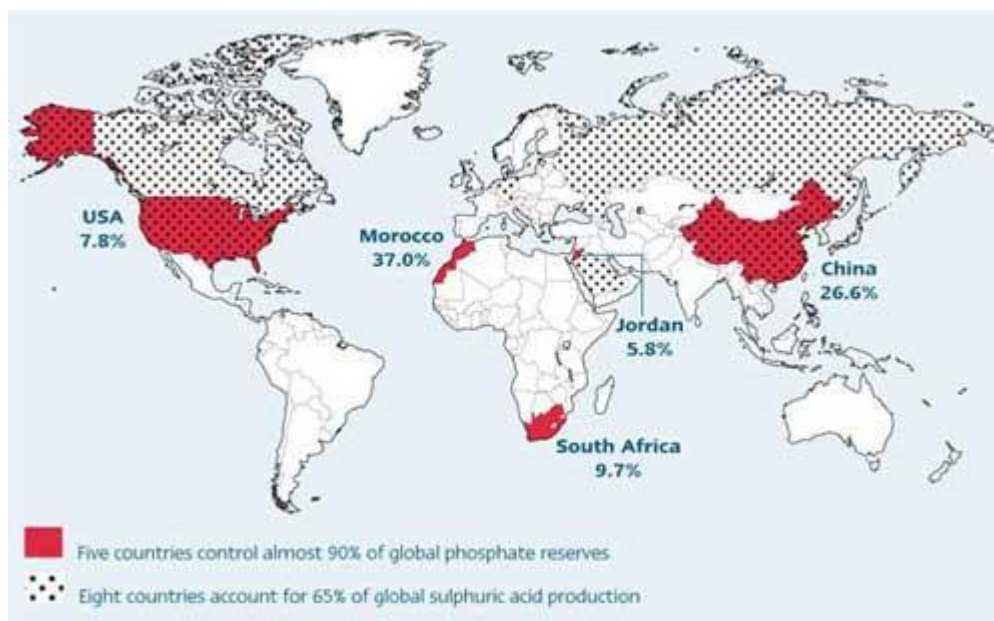 USA
7.8%
Morocco
37.0%
China
26.6%
Jordan
5.8%
South Africa
9.7%
Five countries control almost 90% of global phosphate reserves
Eight countries account for 65% of global sulphuric acid production